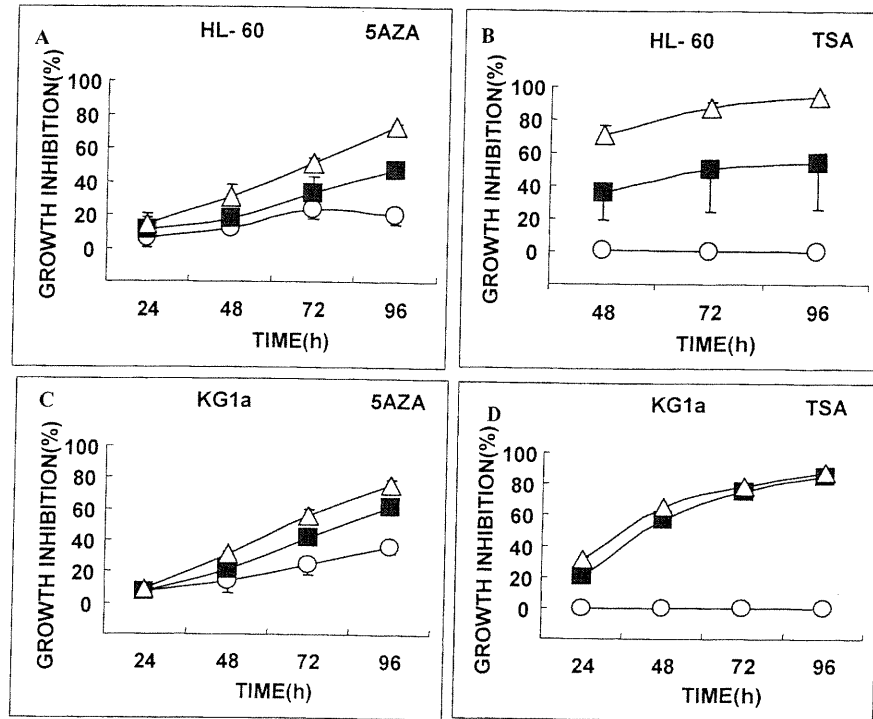 A HL- 60 5AZA
GROWTH INHIBITION(%)
100
80
60
40
20
0
24 48 72 96
TIME(h)
B HL- 60 TSA
GROWTH INHIBITION(%)
100
80
60
40
20
0
48 72 96
TIME(h)
C KG1a 5AZA
GROWTH INHIBITION(%)
100
80
60
40
20
0
24 48 72 96
TIME(h)
D KG1a TSA
GROWTH INHIBITION(%)
100
80
60
40
20
0
24 48 72 96
TIME(h)